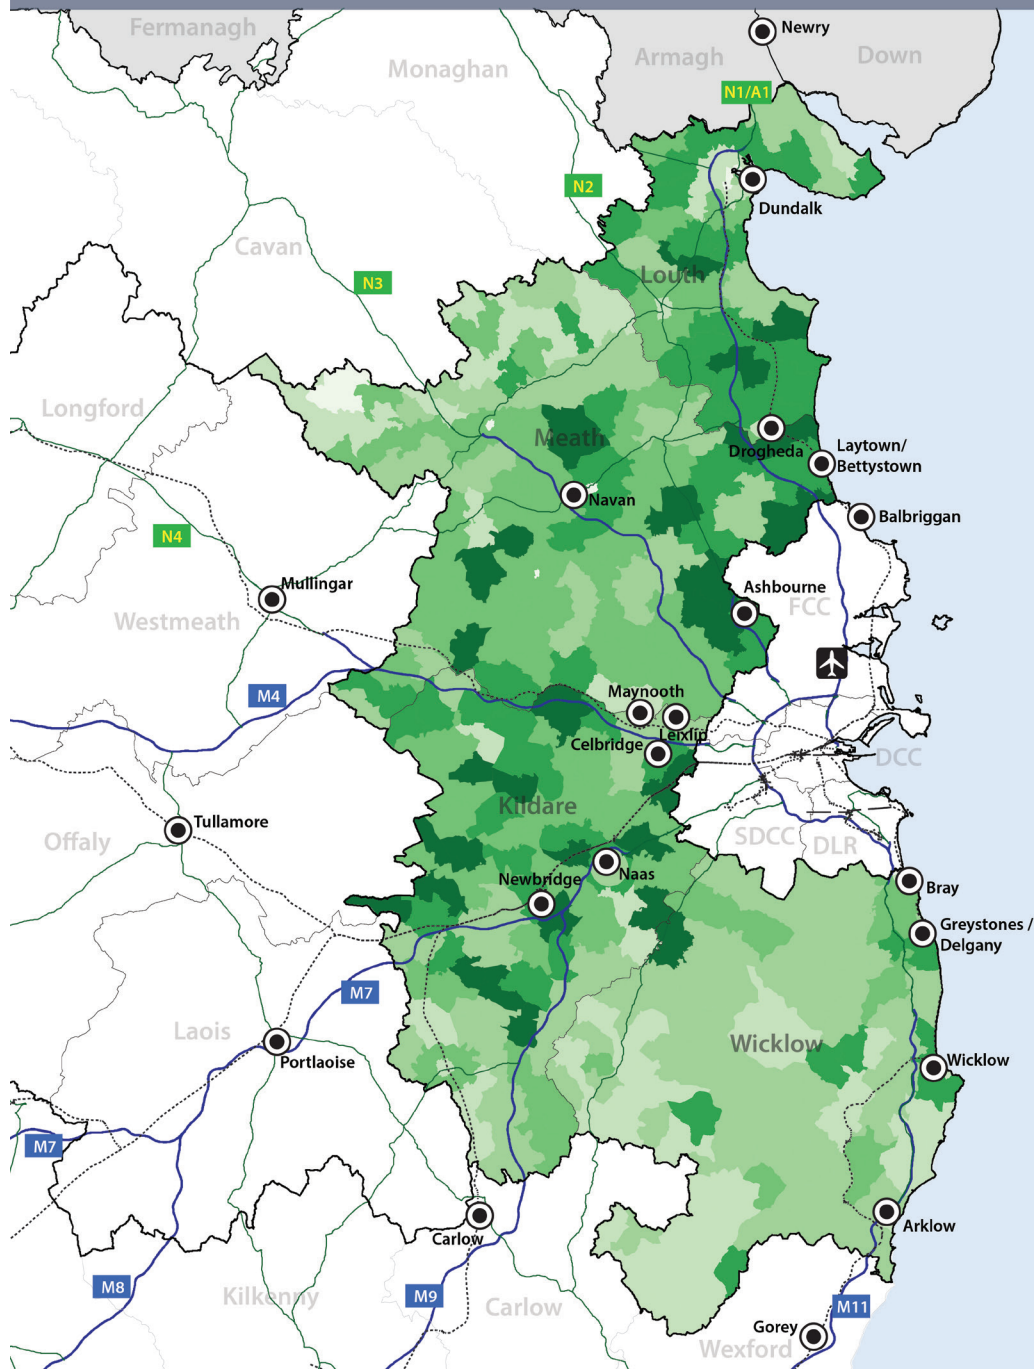 Fermanagh
Newry
Armagh
Down
Monaghan
N1/A1
N2
Dundalk
Cavan
Louth
N3
Longford
Meath
Drogheda
Laytown/
Bettystown
Navan
Balbriggan
N4
Mullingar
Ashbourne
FCC
Westmeath
Maynooth
M4
Leixlip
Celbridge
DCC
Kildare
Tullamore
Offaly
SDCC
DLR
Naas
Newbridge
Bray
Greystones /
Delgany
M7
Laois
Wicklow
Portlaoise
Wicklow
M7
Arklow
Carlow
M8
Kilkenny
M9
Carlow
M11
Gorey
Wexford